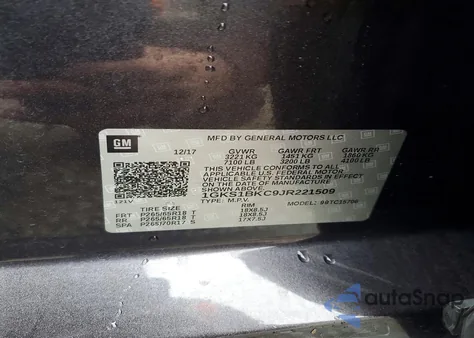 GM
MFD BY GENERAL MOTORS LLC
12/17 GVWR GAWR FRT GAWR RR
3221 KG 1451 KG 1860 KG
7100 LB 3200 LB 4100 LB
THIS VEHICLE CONFORMS TO ALL
APPLICABLE U.S. FEDERAL MOTOR
VEHICLE SAFETY STANDARDS IN
EFFECT ON THE DATE OF MANUFACTURE
SHOWN ABOVE.
1GKS1BKC9JR221509
121V TYPE: M.P.V. MODEL:
TIRE SIZE RIM
FRT P265/65R18 T 18X8.5J
RR P265/65R18 T 18X8.5J
SPA P265/70R17 S 17X7.5J
AutoSnap